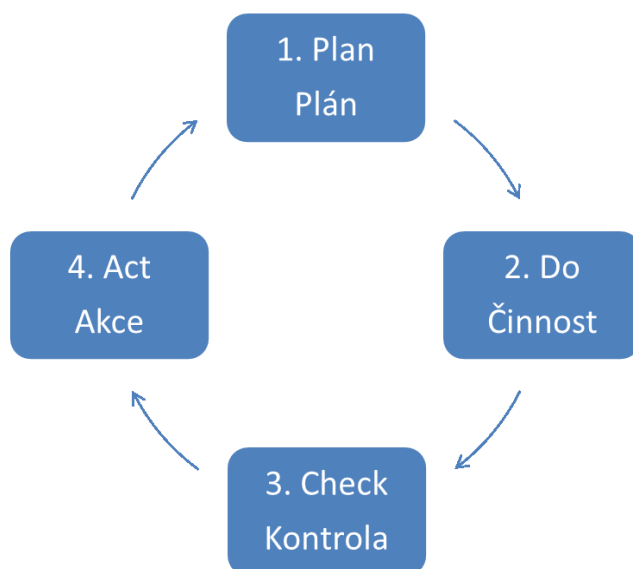 1. Plan
Plán
2. Do
Činnost
3. Check
Kontrola
4. Act
Akce